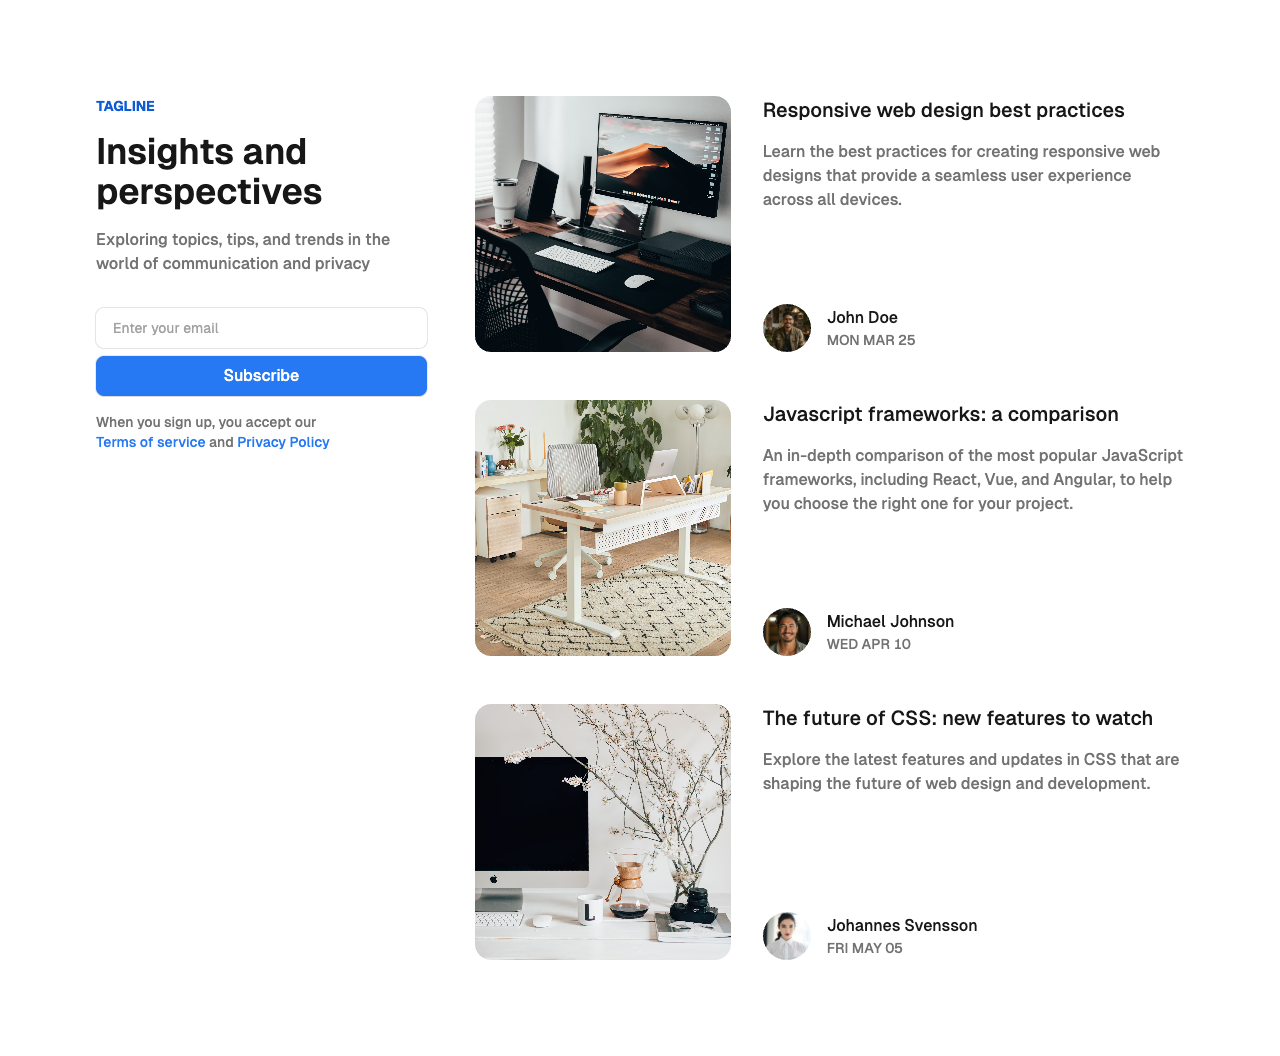 TAGLINE
Insights and
perspectives
Exploring topics, tips, and trends in the
world of communication and privacy
Enter your email
Subscribe
When you sign up, you accept our
Terms of service and Privacy Policy
Responsive web design best practices
Learn the best practices for creating responsive web
designs that provide a seamless user experience
across all devices.
John Doe
MON MAR 25
Javascript frameworks: a comparison
An in-depth comparison of the most popular JavaScript
frameworks, including React, Vue, and Angular, to help
you choose the right one for your project.
Michael Johnson
WED APR 10
The future of CSS: new features to watch
Explore the latest features and updates in CSS that are
shaping the future of web design and development.
L
Johannes Svensson
FRI MAY 05